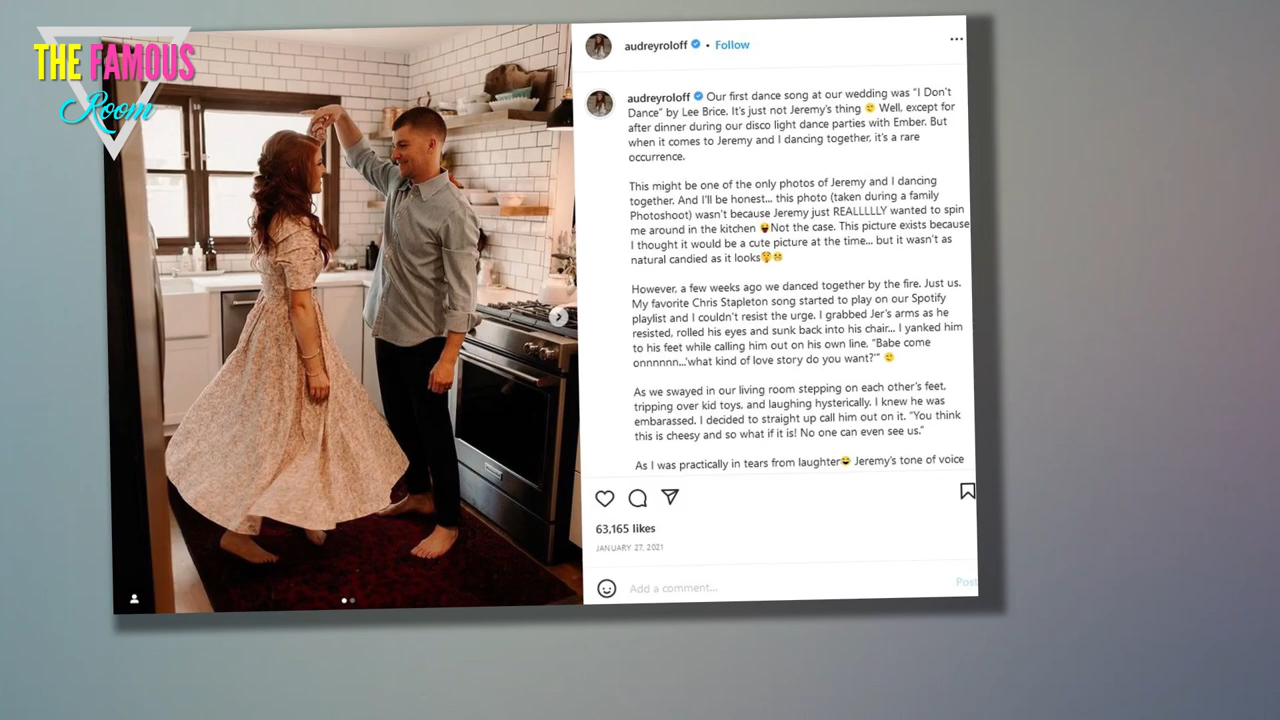 THE FAMOUS
Room
audreyroloff • Follow
audreyroloff Our first dance song at our wedding was "I Don't
Dance" by Lee Brice. It's just not Jeremy's thing 😉 Well, except for
after dinner during our disco light dance parties with Ember. But
when it comes to Jeremy and I dancing together, it's a rare
occurrence.
This might be one of the only photos of Jeremy and I dancing
together. And I'll be honest... this photo (taken during a family
Photoshoot) wasn't because Jeremy just REALLLLLY wanted to spin
me around in the kitchen 😝Not the case. This picture exists because
I thought it would be a cute picture at the time... but it wasn't as
natural candied as it looks🤫😬
However, a few weeks ago we danced together by the fire. Just us.
My favorite Chris Stapleton song started to play on our Spotify
playlist and I couldn't resist the urge. I grabbed Jer's arms as he
resisted, rolled his eyes and sunk back into his chair... I yanked him
to his feet while calling him out on his own line. "Babe come
onnnnnn...'what kind of love story do you want?'" 😉
As we swayed in our living room stepping on each other's feet,
tripping over kid toys, and laughing hysterically. I knew he was
embarassed. I decided to straight up call him out on it. "You think
this is cheesy and so what if it is! No one can even see us."
As I was practically in tears from laughter😂 Jeremy's tone of voice
63,165 likes
JANUARY 27, 2021
Add a comment...
Post